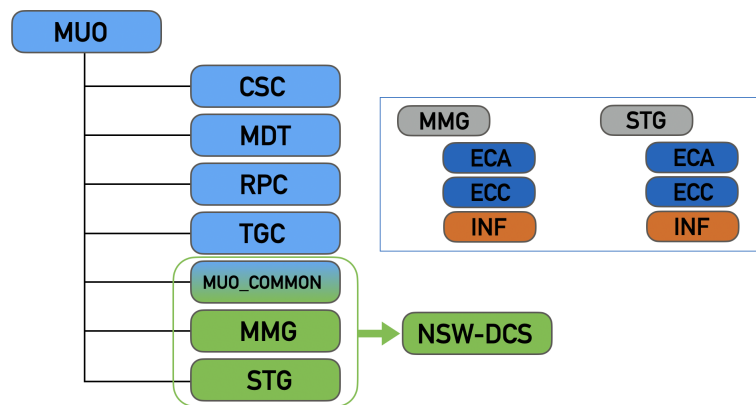 MUO
CSC
MDT
RPC
TGC
MUO_COMMON
MMG
STG
NSW-DCS
MMG
ECA
ECC
INF
STG
ECA
ECC
INF